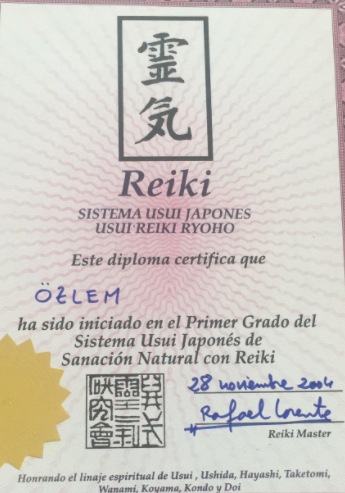 靈
気
Reiki
SISTEMA USUI JAPONES
USUI REIKI RYOHO
Este diploma certifica que
ÖZLEM
ha sido iniciado en el Primer Grado del
Sistema Usui Japonés de
Sanación Natural con Reiki
28 noviembre 2004
Rafael Lorente
Reiki Master
Honrando el linaje espiritual de Usui , Ushida, Hayashi, Taketomi,
Wanami, Koyama, Kondo y Doi